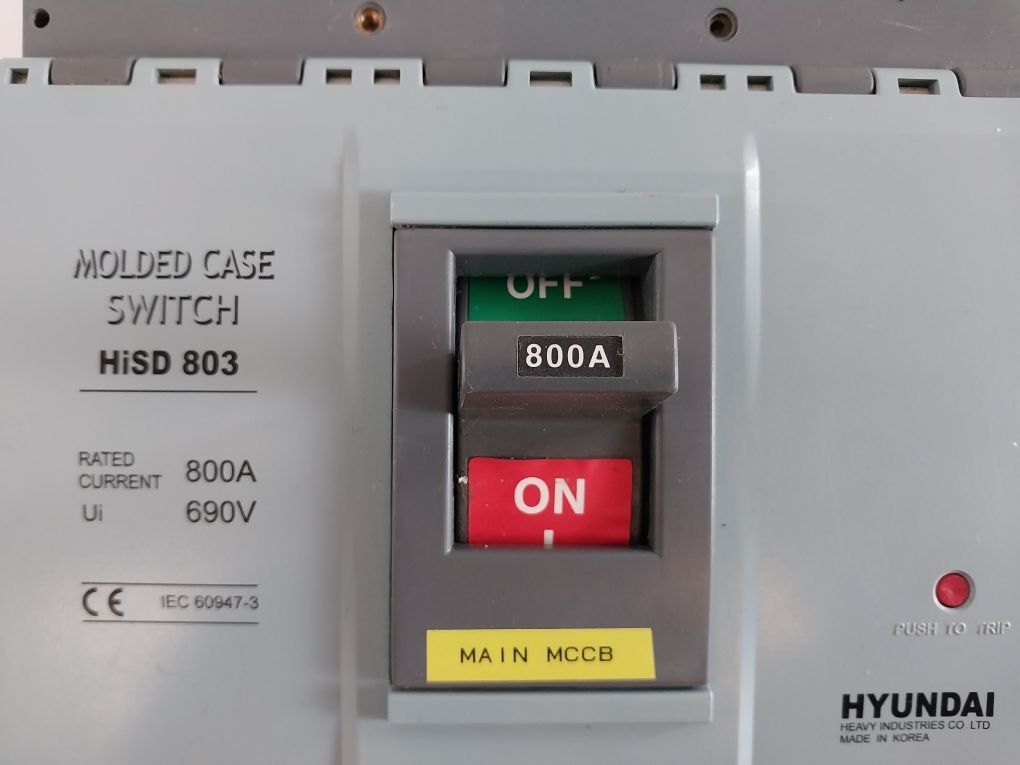 MOLDED CASE
SWITCH
HiSD 803
RATED
CURRENT 800A
Ui 690V
CE IEC 60947-3
OFF
800A
ON
I
MAIN MCCB
PUSH TO TRIP
HYUNDAI
HEAVY INDUSTRIES CO LTD
MADE IN KOREA